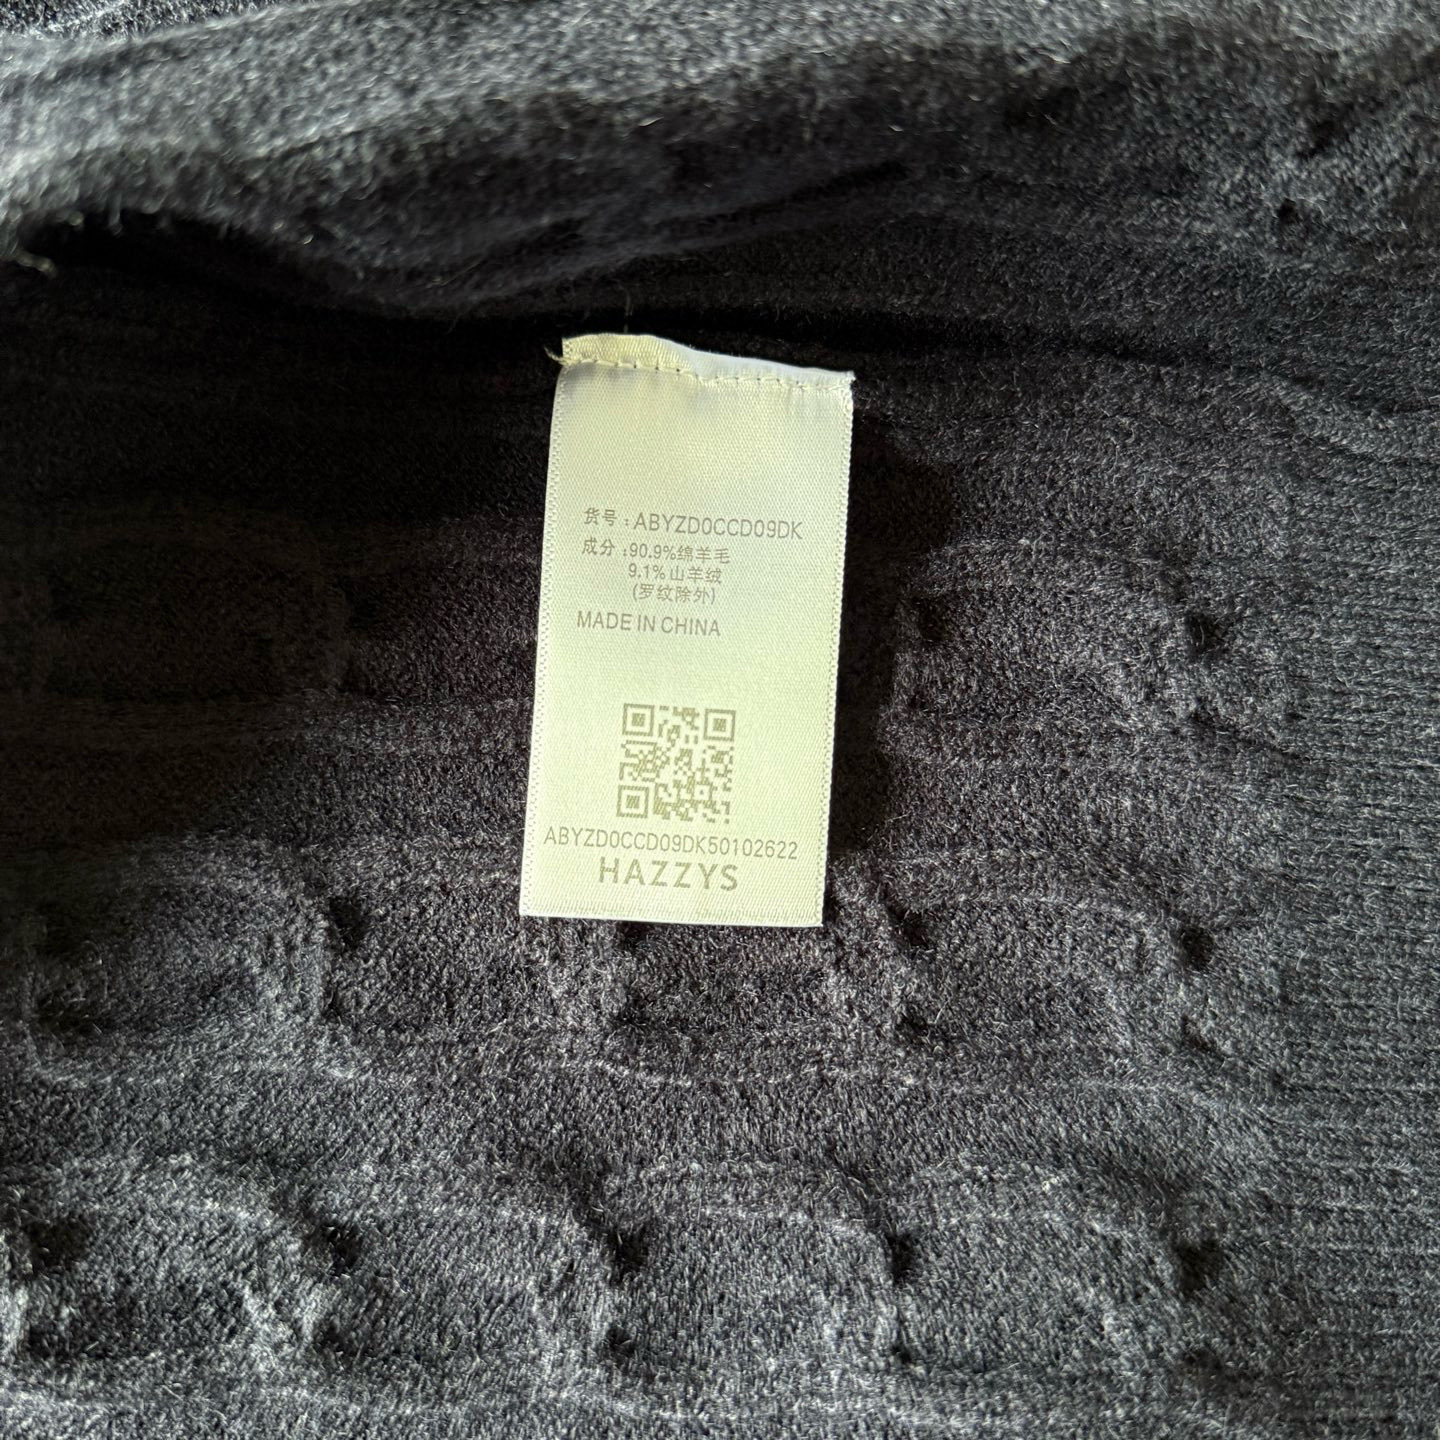 货号：ABYZD0CCD09DK
成分：90.9%绵羊毛
9.1%山羊绒
(罗纹除外)
MADE IN CHINA
ABYZD0CCD09DK50102622
HAZZYS